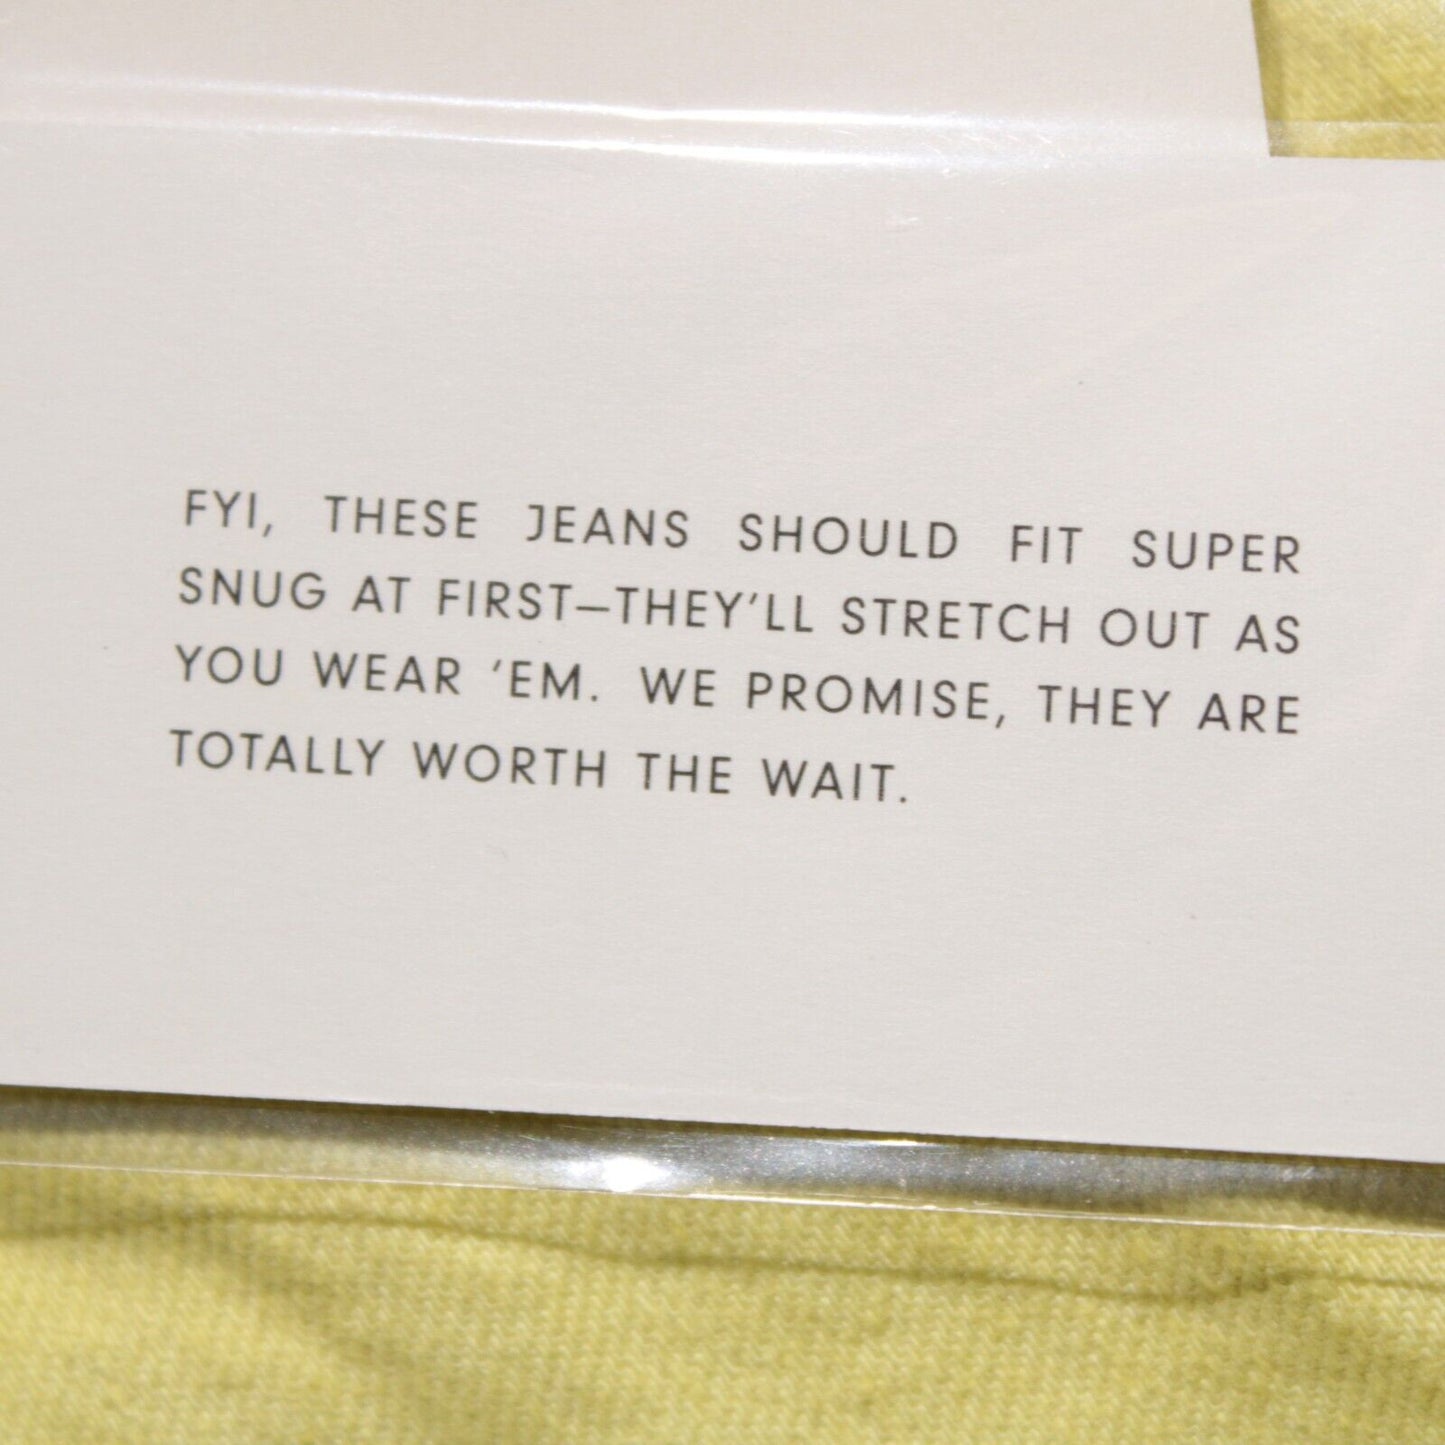 FYI, THESE JEANS SHOULD FIT SUPER
SNUG AT FIRST—THEY'LL STRETCH OUT AS
YOU WEAR 'EM. WE PROMISE, THEY ARE
TOTALLY WORTH THE WAIT.